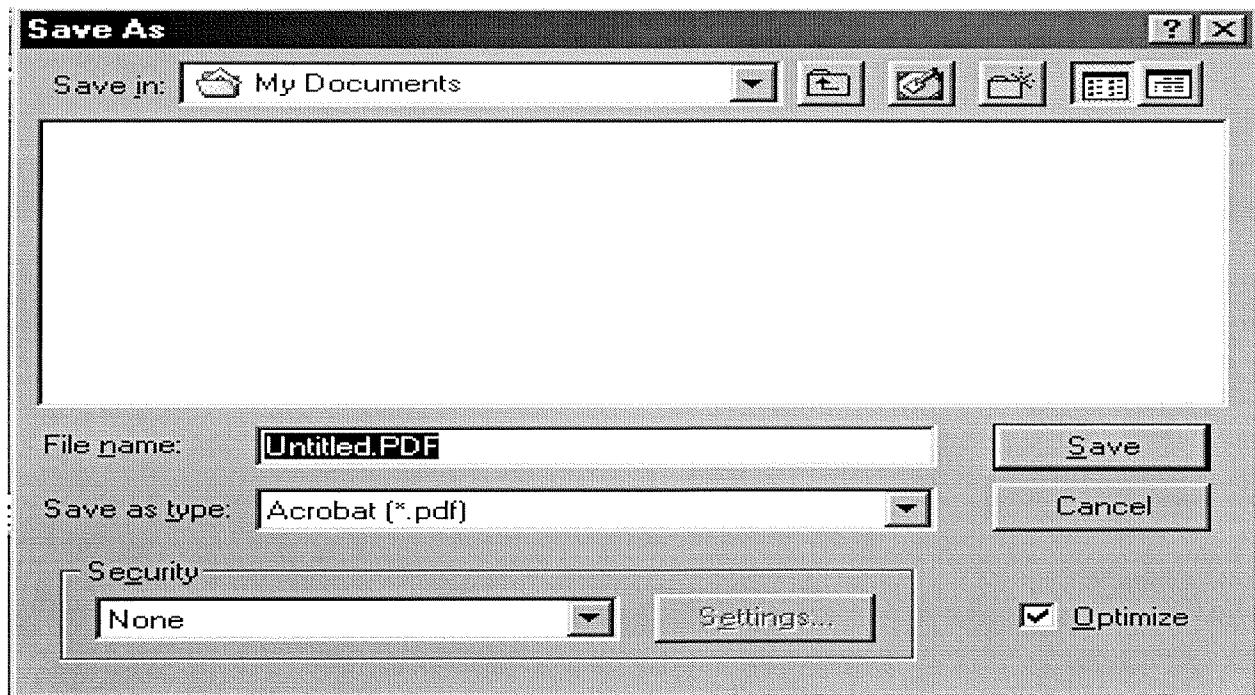 Save As
Save in: My Documents
File name: Untitled.PDF Save
Save as type: Acrobat (*.pdf) Cancel
Security
None Settings... Optimize